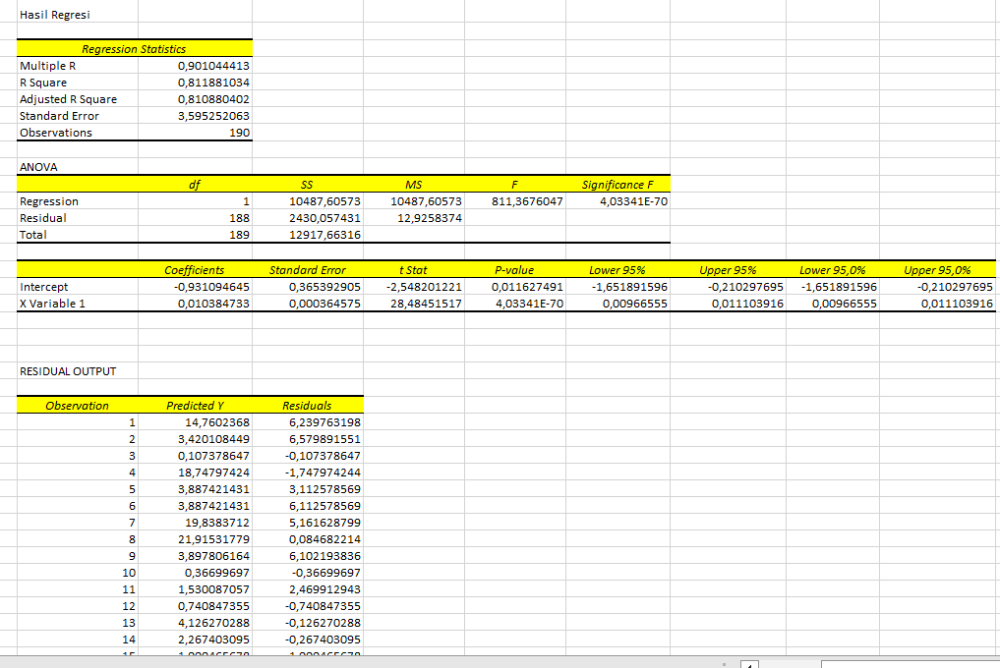 Hasil Regresi
Regression Statistics
Multiple R 0,901044413
R Square 0,811881034
Adjusted R Square 0,810880402
Standard Error 3,595252063
Observations 190
ANOVA
df SS MS F Significance F
Regression 1 10487,60573 10487,60573 811,3676047 4,03341E-70
Residual 188 2430,057431 12,9258374
Total 189 12917,66316
Coefficients Standard Error t Stat P-value Lower 95% Upper 95% Lower 95,0% Upper 95,0%
Intercept -0,931094645 0,365392905 -2,548201221 0,011627491 -1,651891596 -0,210297695 -1,651891596 -0,210297695
X Variable 1 0,010384733 0,000364575 28,48451517 4,03341E-70 0,00966555 0,011103916 0,00966555 0,011103916
RESIDUAL OUTPUT
Observation Predicted Y Residuals
1 14,7602368 6,239763198
2 3,420108449 6,579891551
3 0,107378647 -0,107378647
4 18,74797424 -1,747974244
5 3,887421431 3,112578569
6 3,887421431 6,112578569
7 19,8383712 5,161628799
8 21,91531779 0,084682214
9 3,897806164 6,102193836
10 0,36699697 -0,36699697
11 1,530087057 2,469912943
12 0,740847355 -0,740847355
13 4,126270288 -0,126270288
14 2,267403095 -0,267403095